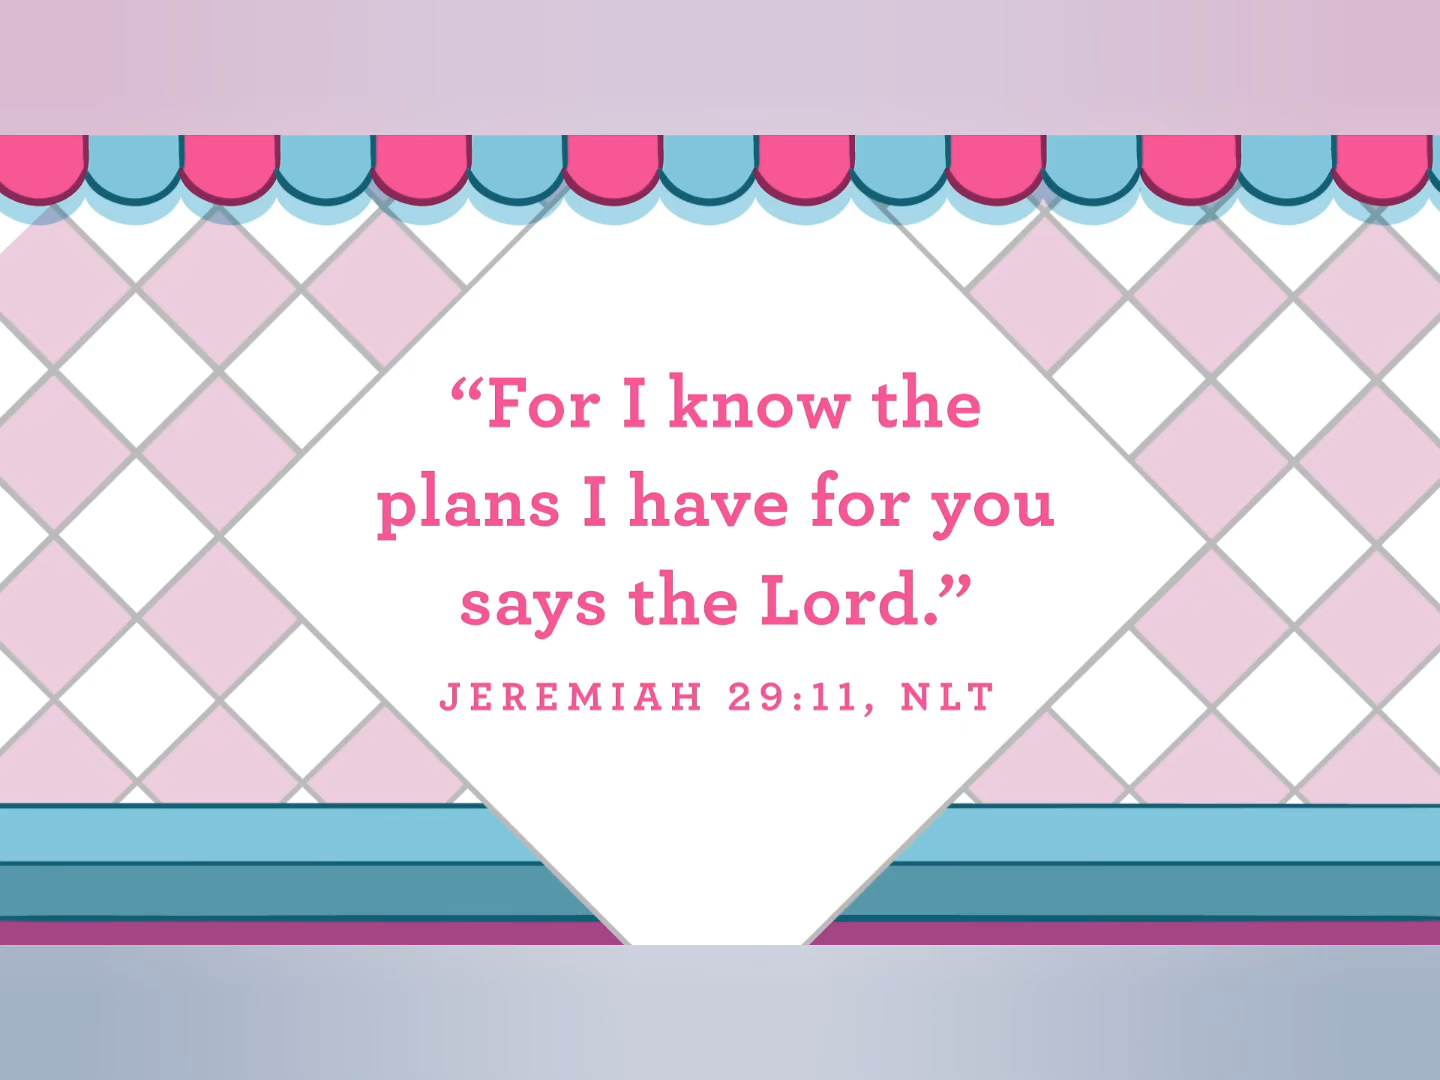 “For I know the
plans I have for you
says the Lord.”
JEREMIAH 29:11, NLT